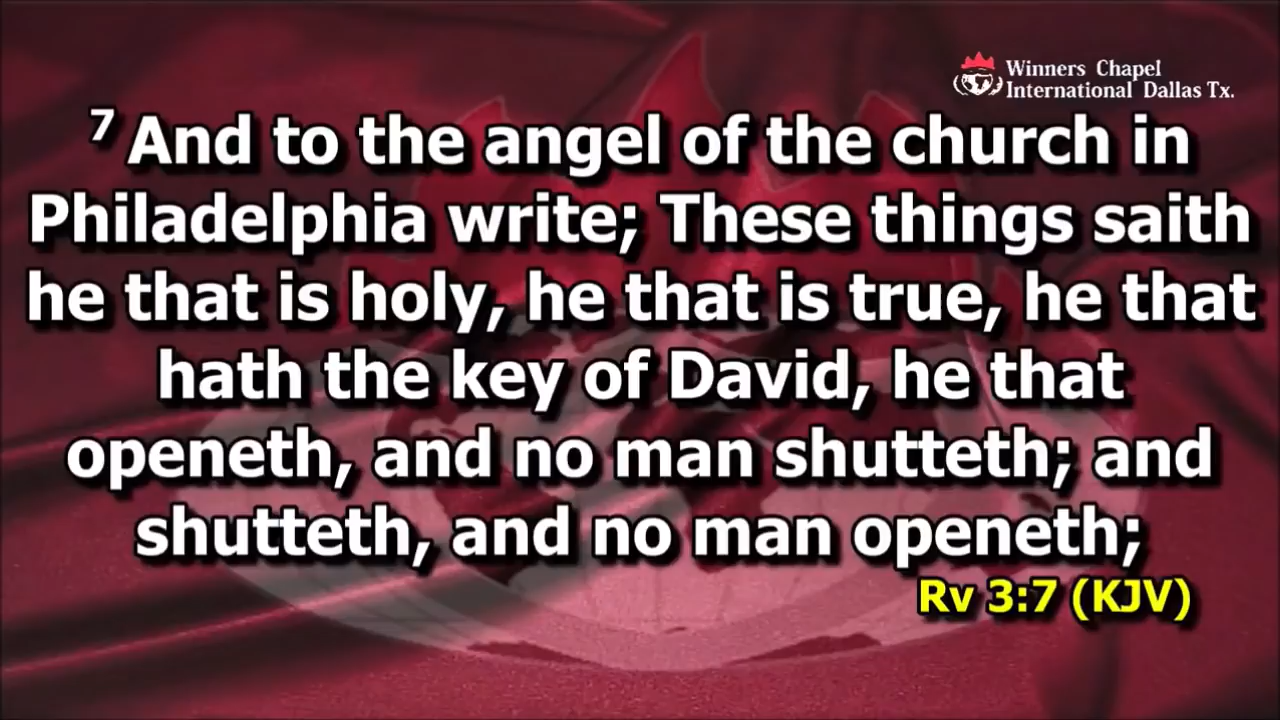 Winners Chapel
International Dallas Tx.
7 And to the angel of the church in
Philadelphia write; These things saith
he that is holy, he that is true, he that
hath the key of David, he that
openeth, and no man shutteth; and
shutteth, and no man openeth;
Rv 3:7 (KJV)